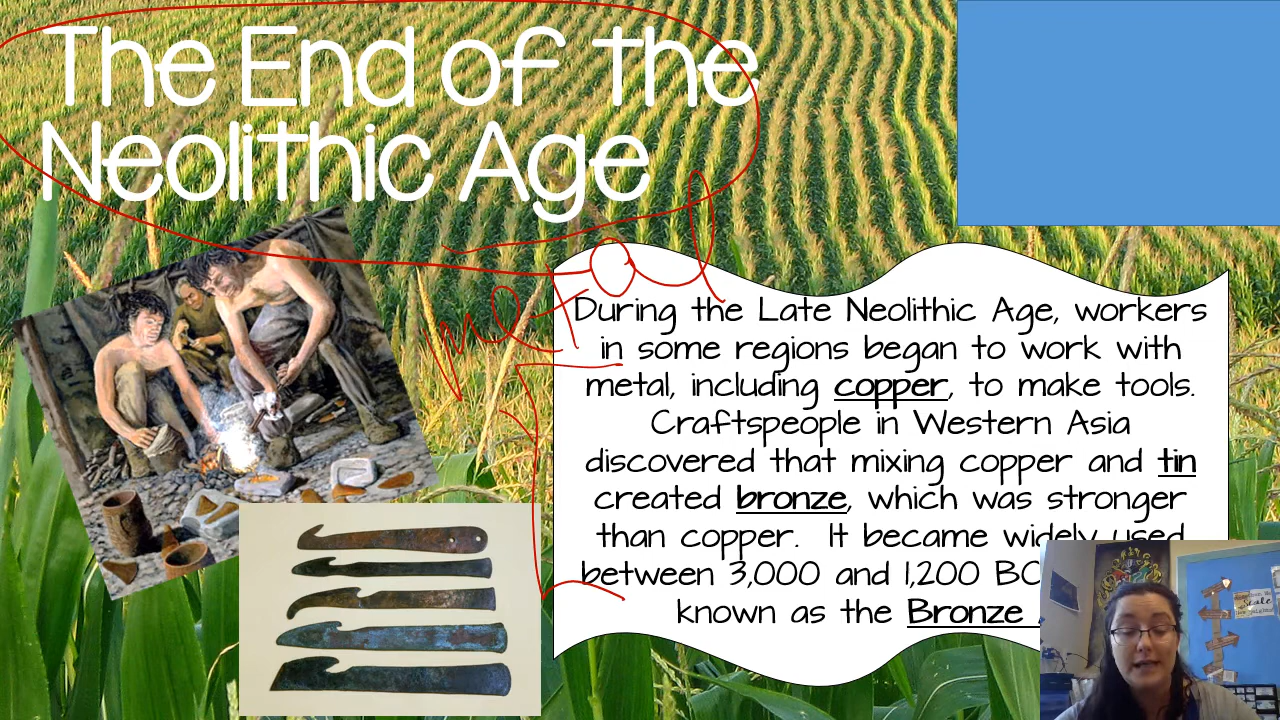 The End of the
Neolithic Age
metal
During the Late Neolithic Age, workers
in some regions began to work with
metal, including copper, to make tools.
Craftspeople in Western Asia
discovered that mixing copper and tin
created bronze, which was stronger
than copper. It became widely used
between 3,000 and 1,200 BC
known as the Bronze